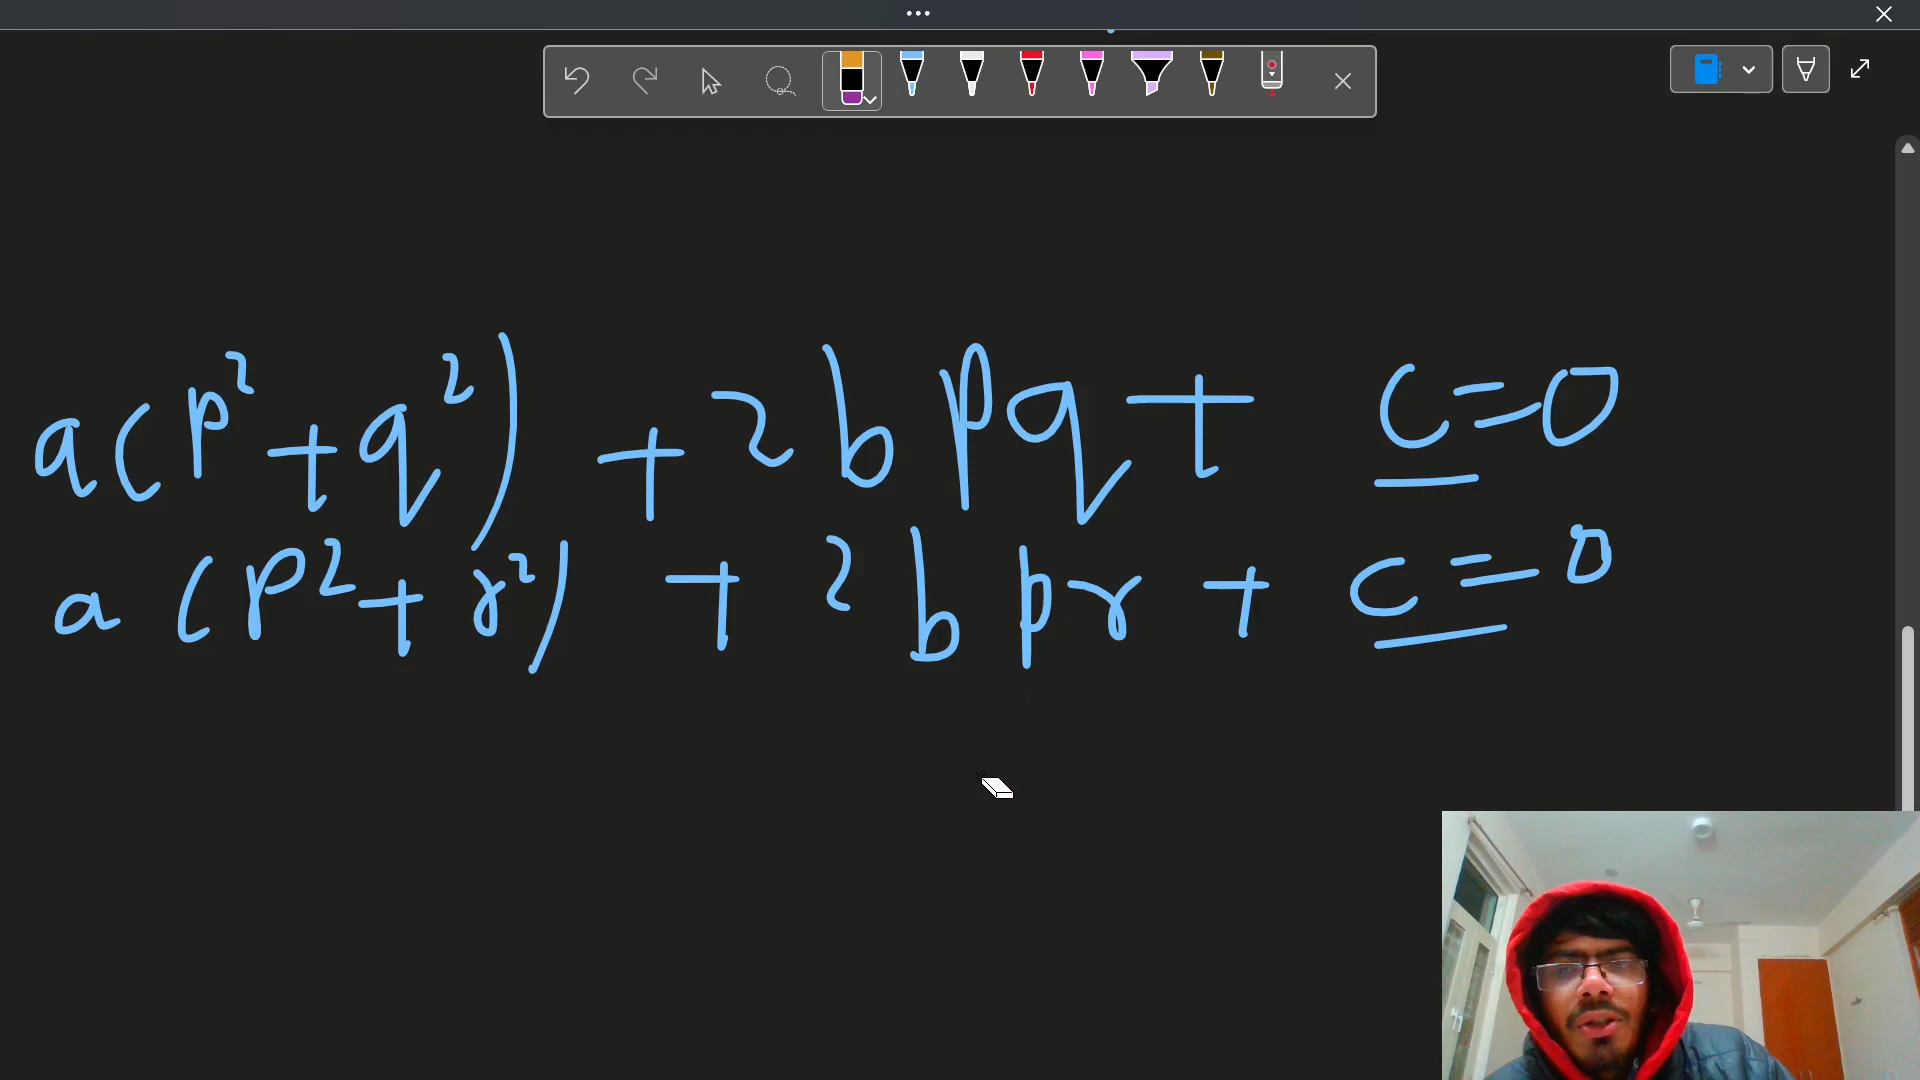 a(p²+q²) + 2bpq + c=0
a (p²+r²) + 2bpr + c=0